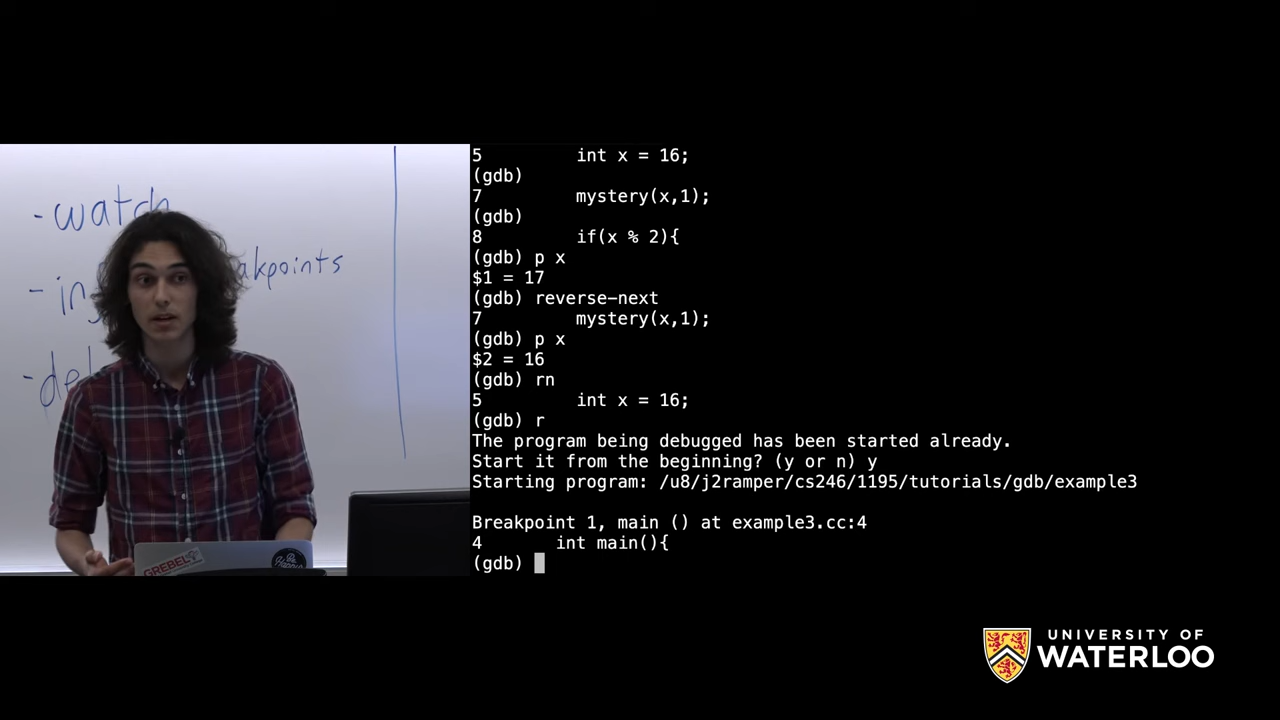 - watch
akpoints
5 int x = 16;
(gdb)
7 mystery(x,1);
(gdb)
8 if(x % 2){
(gdb) p x
$1 = 17
(gdb) reverse-next
7 mystery(x,1);
(gdb) p x
$2 = 16
(gdb) rn
5 int x = 16;
(gdb) r
The program being debugged has been started already.
Start it from the beginning? (y or n) y
Starting program: /u8/j2ramper/cs246/1195/tutorials/gdb/example3
Breakpoint 1, main () at example3.cc:4
4 int main(){
(gdb)
GREBEL
UNIVERSITY OF
WATERLOO